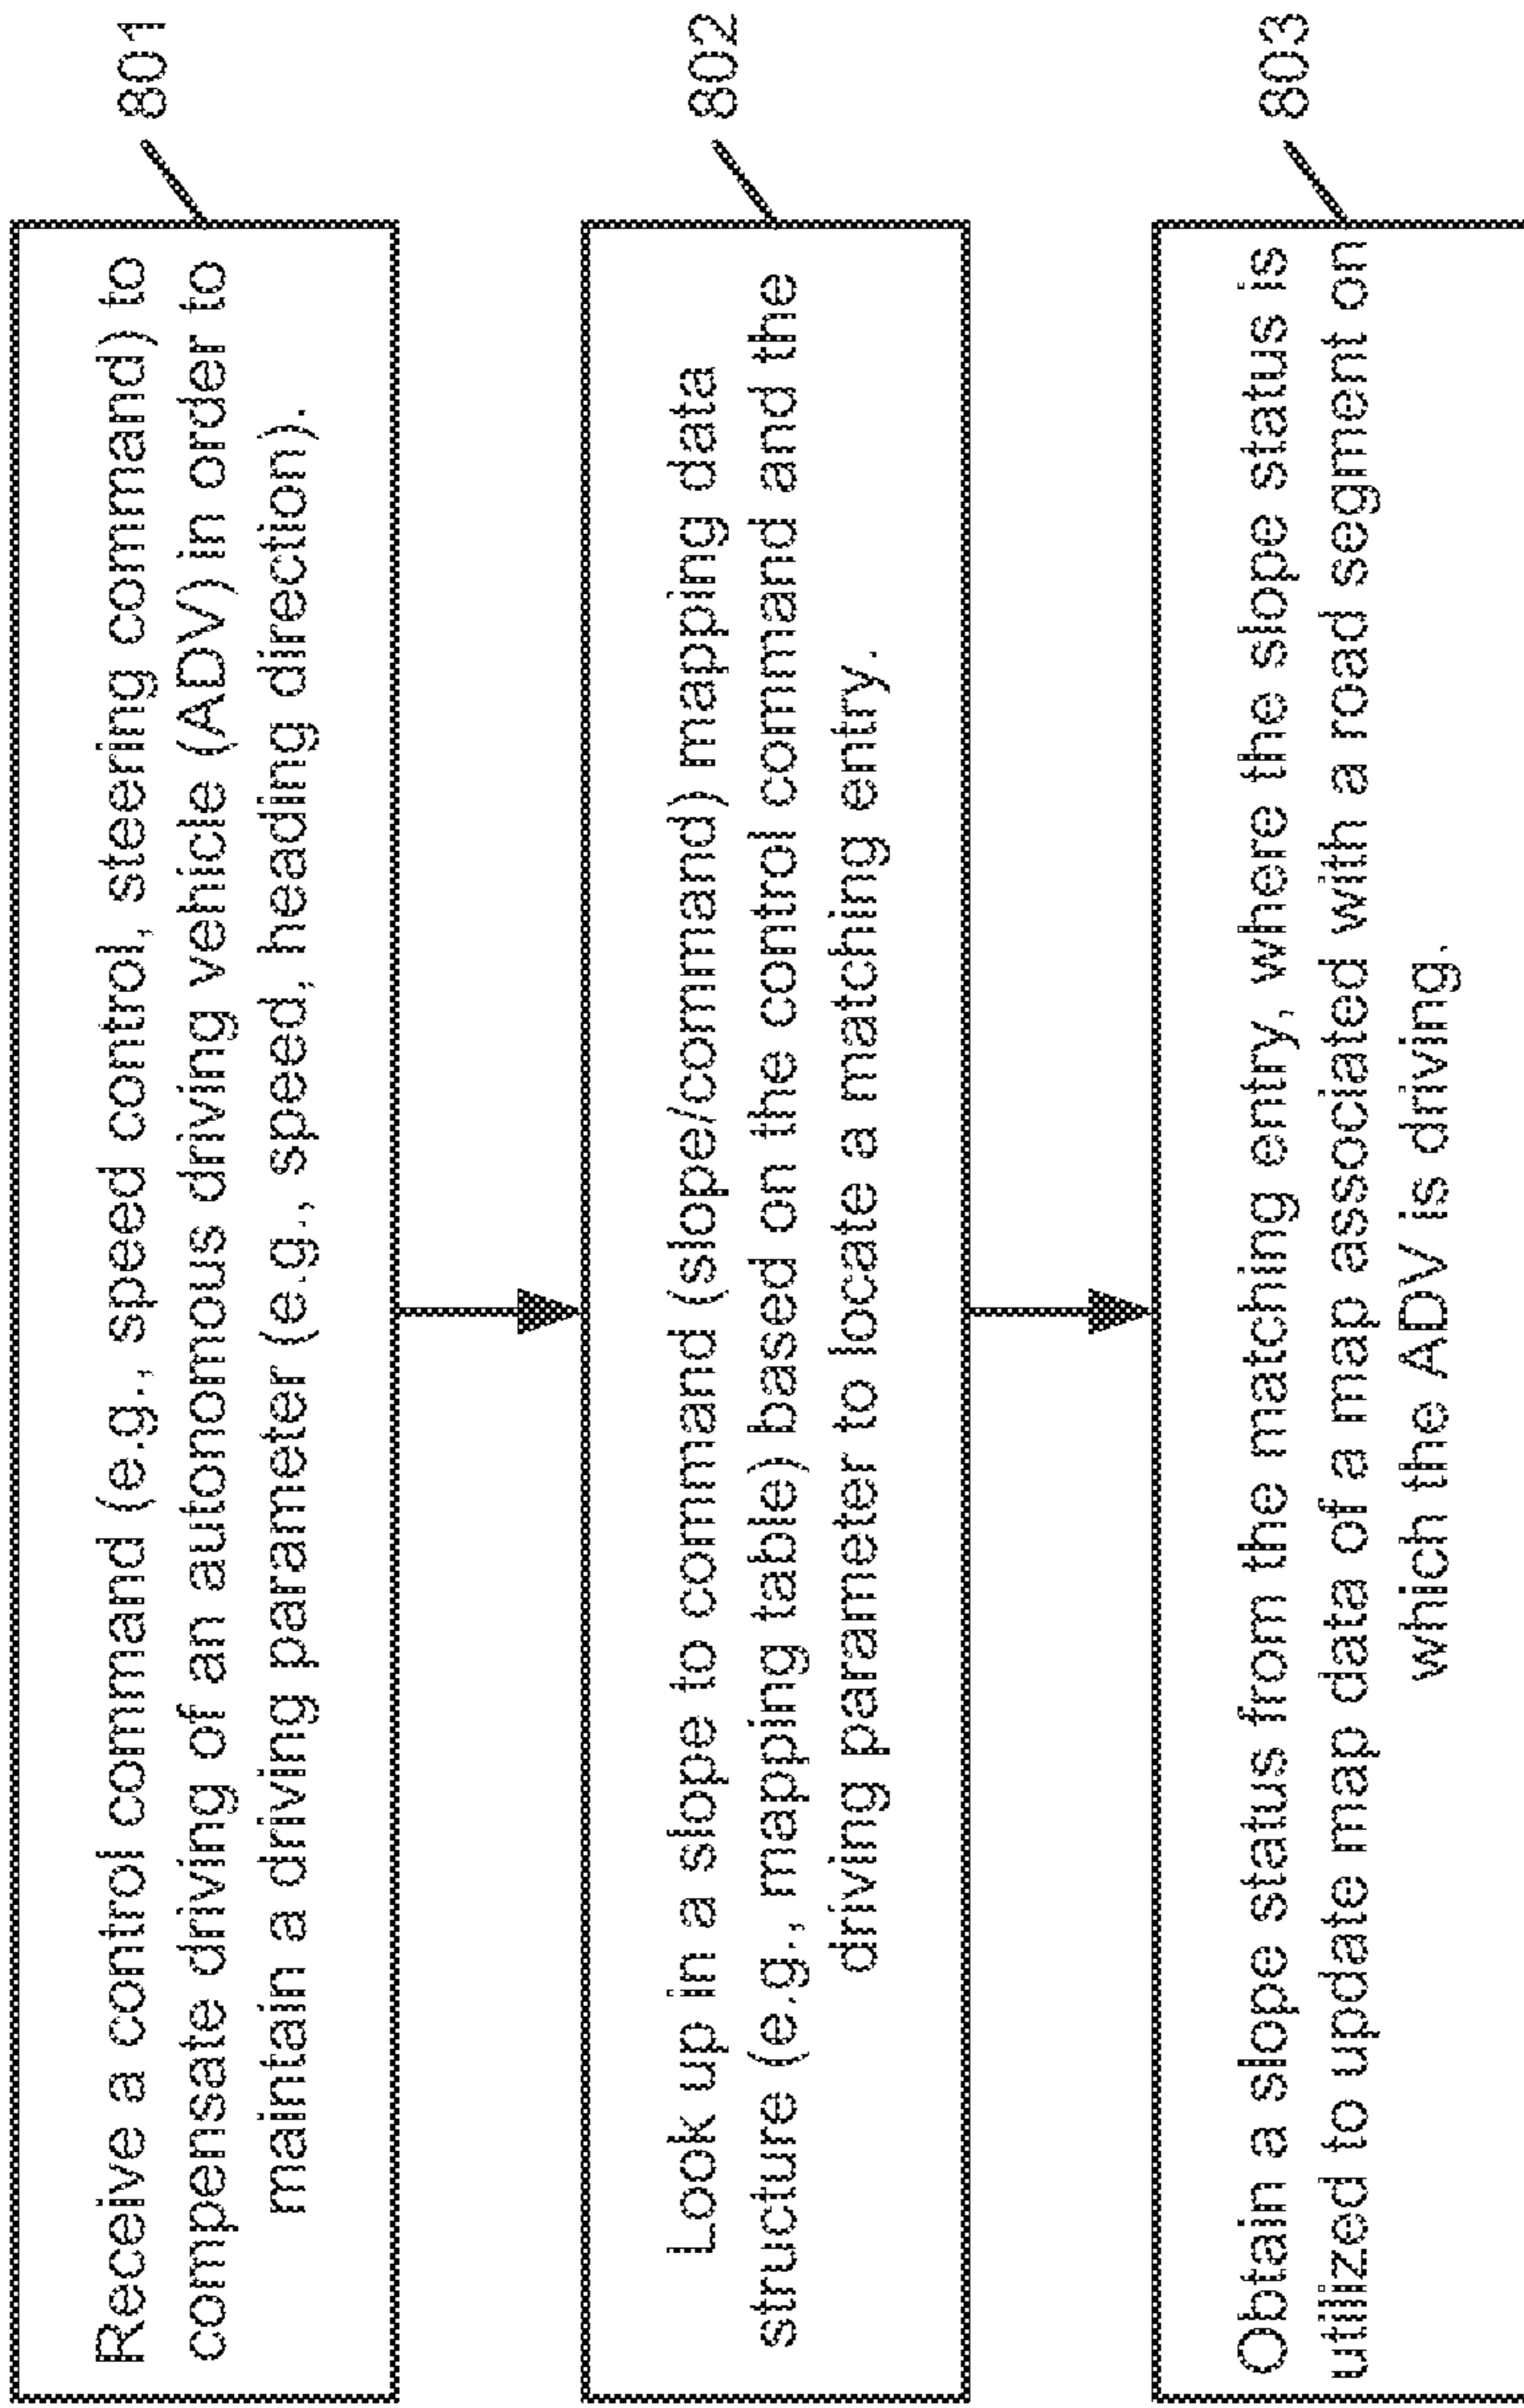 Receive a control command (e.g., speed control, steering command) to
compensate driving of an autonomous driving vehicle (ADV) in order to
maintain a driving parameter (e.g., speed, heading direction).
801
Look up in a slope to command (slope/command) mapping data
structure (e.g., mapping table) based on the control command and the
driving parameter to locate a matching entry.
802
Obtain a slope status from the matching entry, where the slope status is
utilized to update map data of a map associated with a road segment on
which the ADV is driving.
803